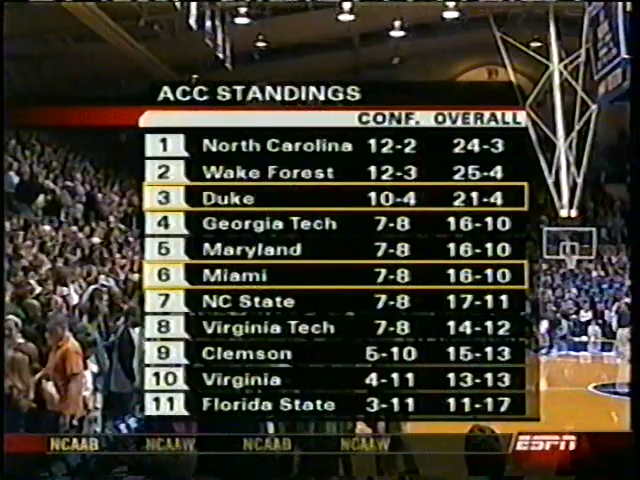 ACC STANDINGS
CONF. OVERALL
1 North Carolina 12-2 24-3
2 Wake Forest 12-3 25-4
3 Duke 10-4 21-4
4 Georgia Tech 7-8 16-10
5 Maryland 7-8 16-10
6 Miami 7-8 16-10
7 NC State 7-8 17-11
8 Virginia Tech 7-8 14-12
9 Clemson 5-10 15-13
10 Virginia 4-11 13-13
11 Florida State 3-11 11-17
NCAAB NCAAW NCAAB NCAAW ESPN